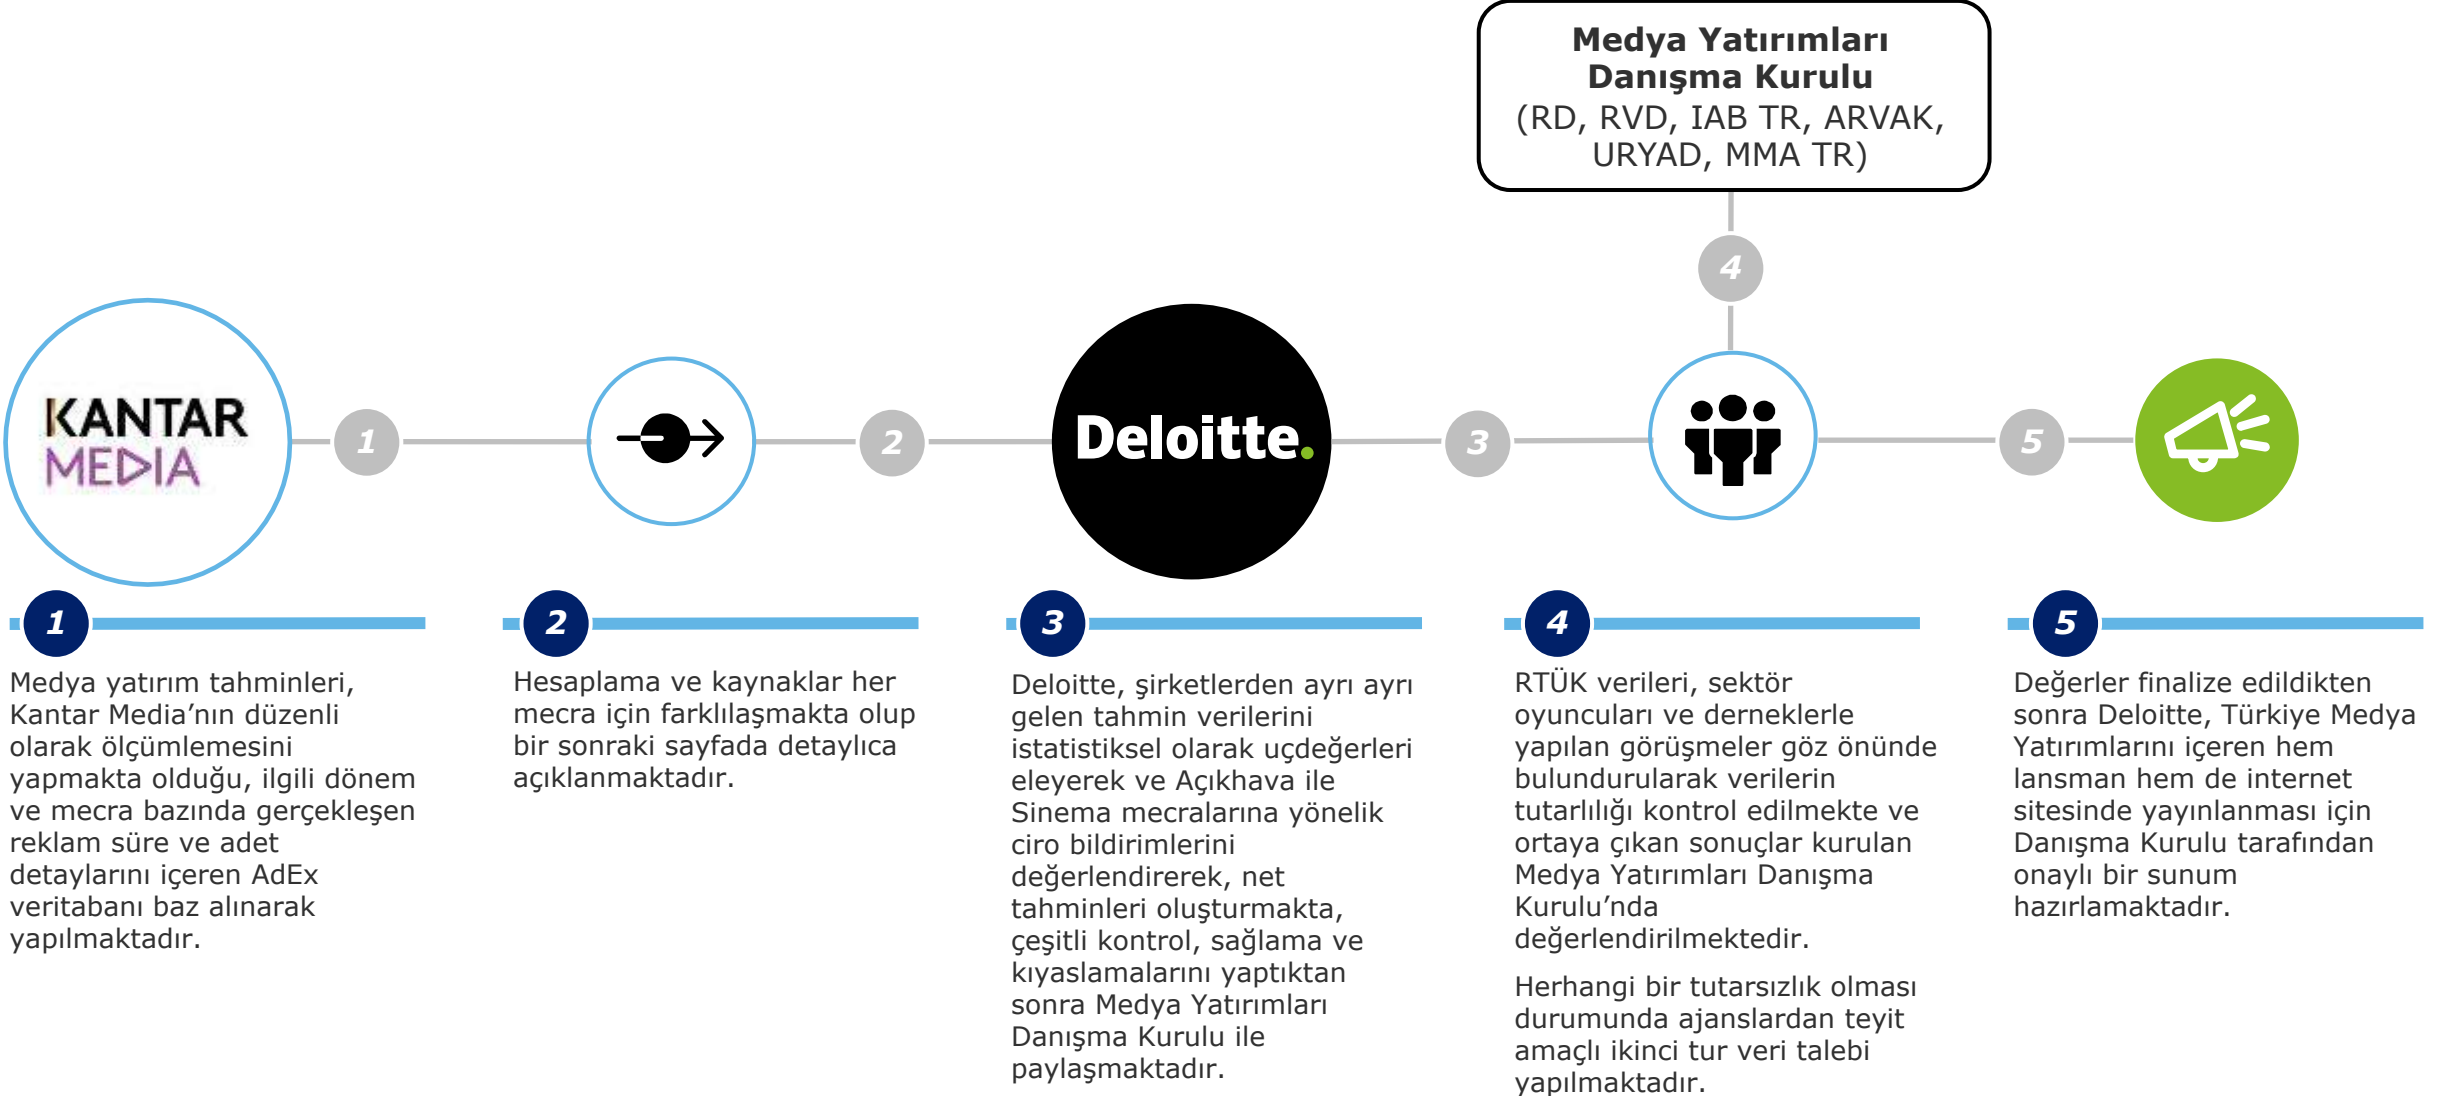 Medya Yatırımları
Danışma Kurulu
(RD, RVD, IAB TR, ARVAK,
URYAD, MMA TR)
4
KANTAR
MEDIA
1
2
Deloitte.
3
5
1
Medya yatırım tahminleri,
Kantar Media’nın düzenli
olarak ölçümlemesini
yapmakta olduğu, ilgili dönem
ve mecra bazında gerçekleşen
reklam süre ve adet
detaylarını içeren AdEx
veritabanı baz alınarak
yapılmaktadır.
2
Hesaplama ve kaynaklar her
mecra için farklılaşmakta olup
bir sonraki sayfada detaylıca
açıklanmaktadır.
3
Deloitte, şirketlerden ayrı ayrı
gelen tahmin verilerini
istatistiksel olarak uçdeğerleri
eleyerek ve Açıkhava ile
Sinema mecralarına yönelik
ciro bildirimlerini
değerlendirerek, net
tahminleri oluşturmakta,
çeşitli kontrol, sağlama ve
kıyaslamalarını yaptıktan
sonra Medya Yatırımları
Danışma Kurulu ile
paylaşmaktadır.
4
RTÜK verileri, sektör
oyuncuları ve derneklerle
yapılan görüşmeler göz önünde
bulundurularak verilerin
tutarlılığı kontrol edilmekte ve
ortaya çıkan sonuçlar kurulan
Medya Yatırımları Danışma
Kurulu’nda
değerlendirilmektedir.
Herhangi bir tutarsızlık olması
durumunda ajanslardan teyit
amaçlı ikinci tur veri talebi
yapılmaktadır.
5
Değerler finalize edildikten
sonra Deloitte, Türkiye Medya
Yatırımlarını içeren hem
lansman hem de internet
sitesinde yayınlanması için
Danışma Kurulu tarafından
onaylı bir sunum
hazırlamaktadır.